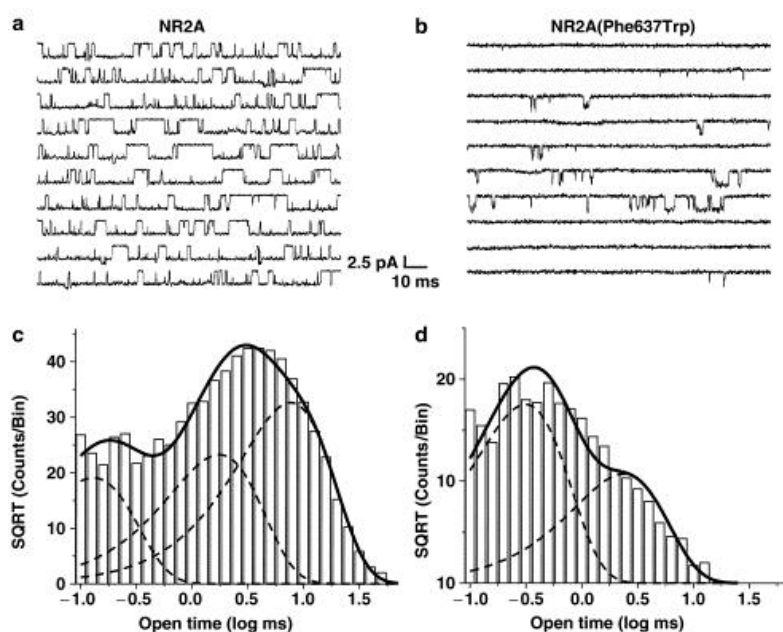 a
NR2A
b
NR2A(Phe637Trp)
2.5 pA
10 ms
c
SQRT (Counts/Bin)
40
30
20
10
0
−1.0 −0.5 0.0 0.5 1.0 1.5
Open time (log ms)
d
SQRT (Counts/Bin)
20
10
10
−1.0 −0.5 0.0 0.5 1.0 1.5
Open time (log ms)